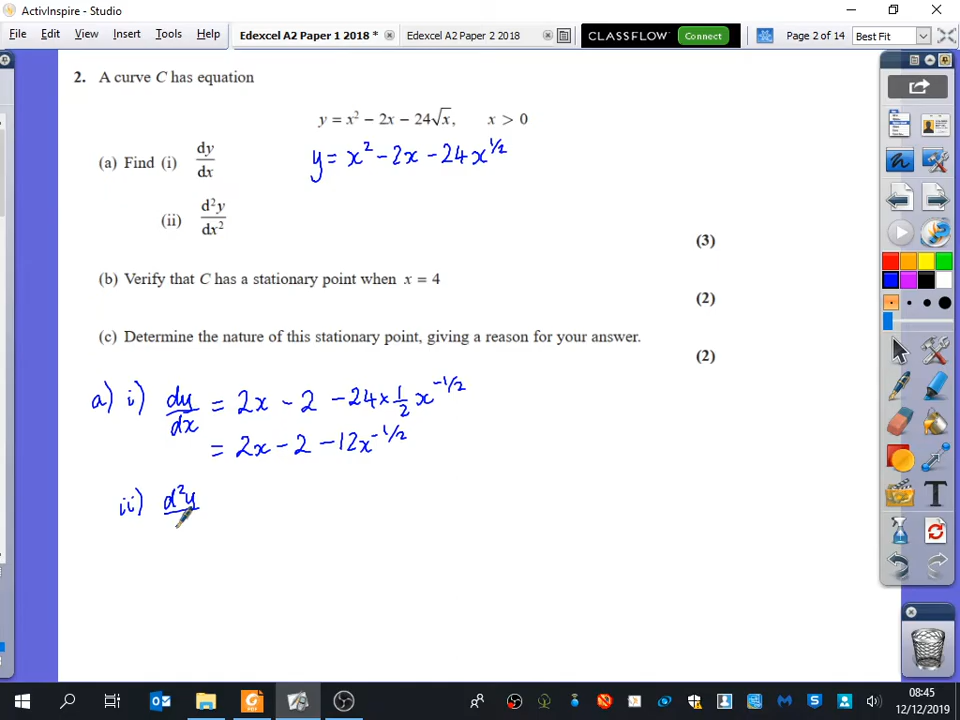 ActivInspire - Studio
File Edit View Insert Tools Help Edexcel A2 Paper 1 2018 * Edexcel A2 Paper 2 2018 CLASSFLOW Connect Page 2 of 14 Best Fit
2. A curve C has equation
y = x² − 2x − 24√x, x > 0
y = x² − 2x − 24x^(1/2)
(a) Find (i) dy/dx
(ii) d²y/dx²
(3)
(b) Verify that C has a stationary point when x = 4
(2)
(c) Determine the nature of this stationary point, giving a reason for your answer.
(2)
a) i) dy/dx = 2x − 2 − 24 × 1/2 x^(−1/2)
= 2x − 2 − 12x^(−1/2)
ii) d²y
08:45
12/12/2019